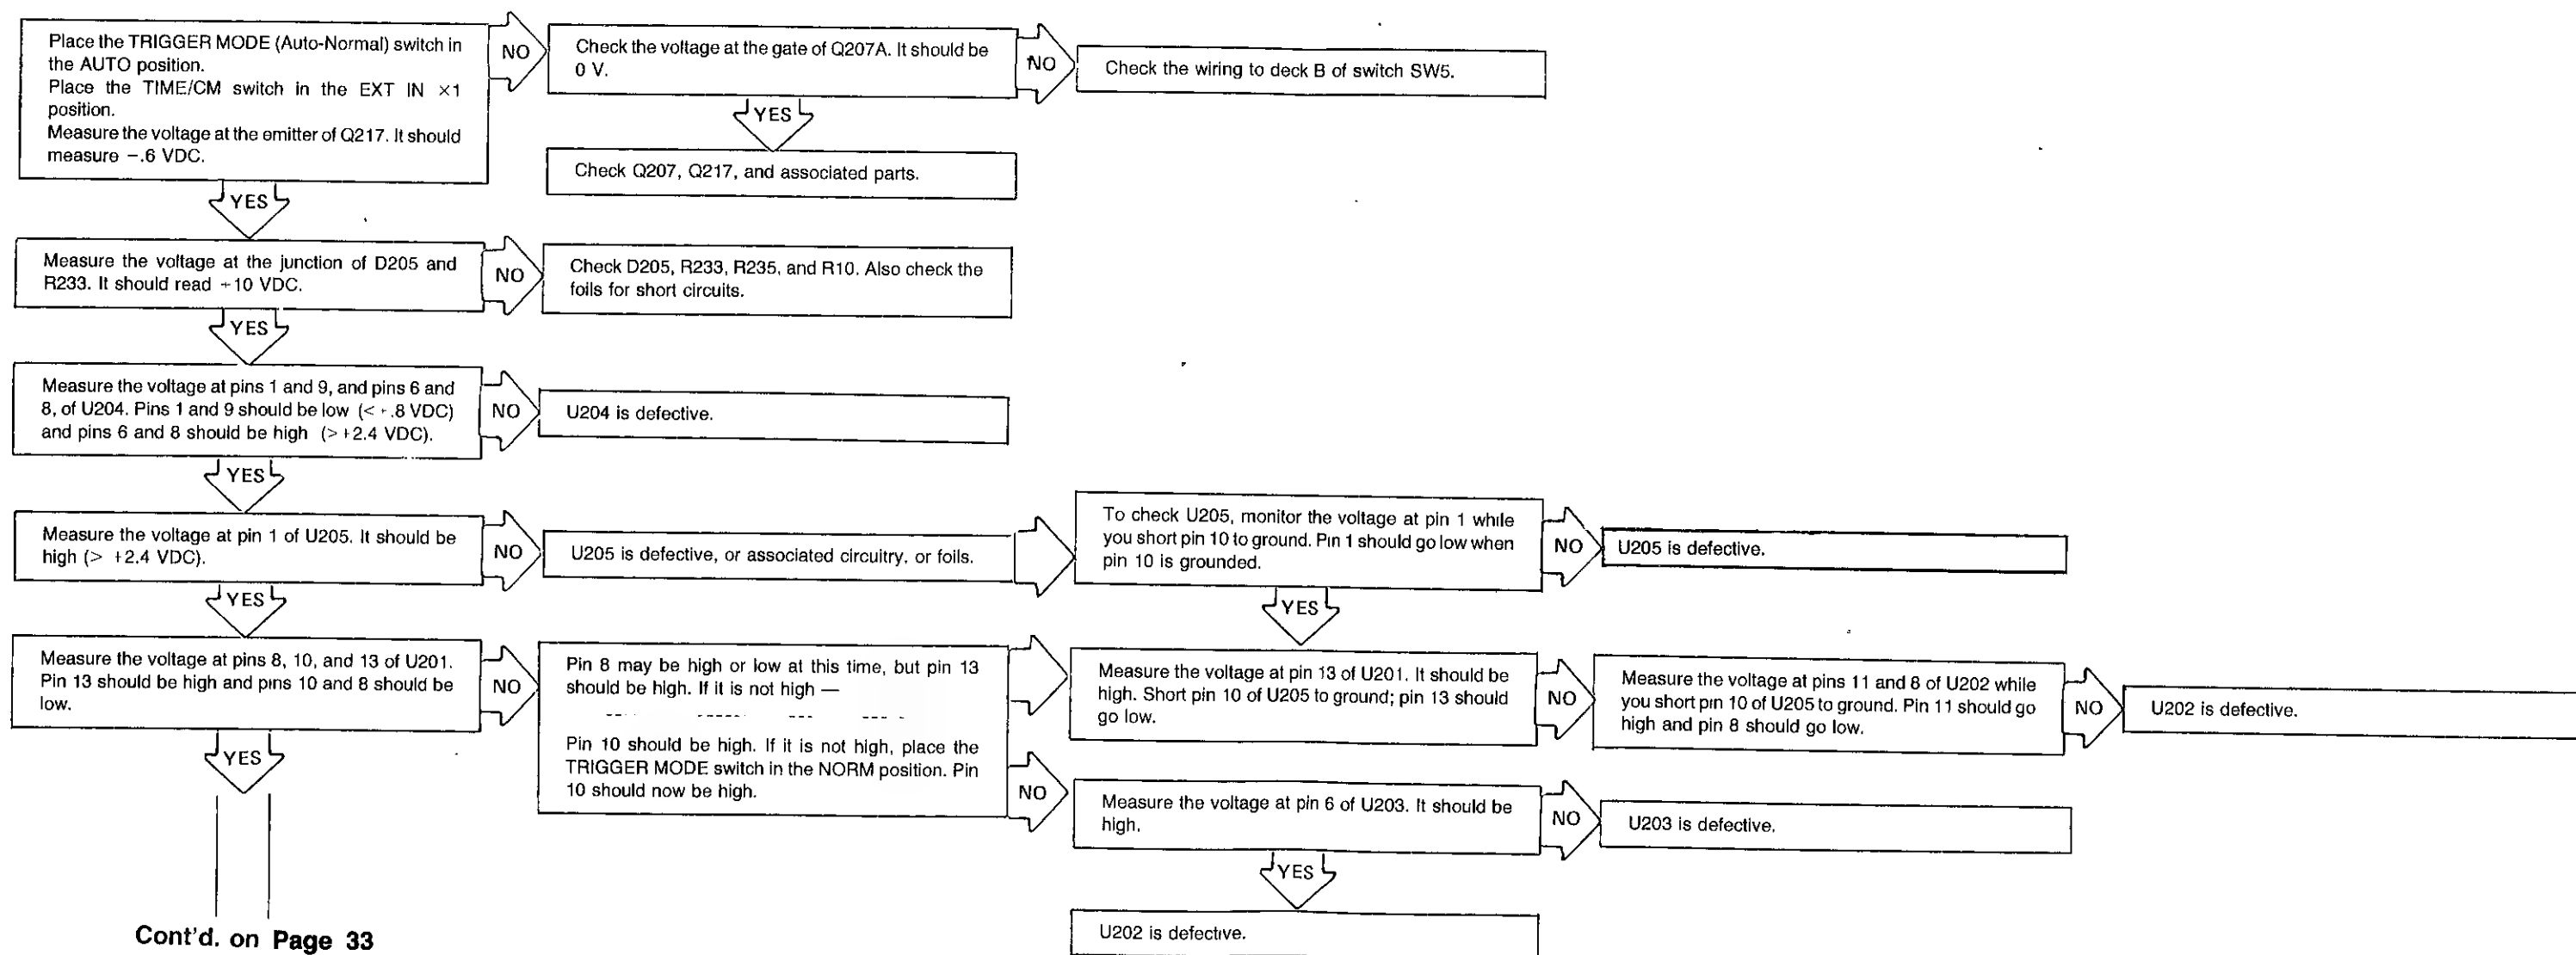 Place the TRIGGER MODE (Auto-Normal) switch in
the AUTO position.
Place the TIME/CM switch in the EXT IN ×1
position.
Measure the voltage at the emitter of Q217. It should
measure −.6 VDC.
NO
Check the voltage at the gate of Q207A. It should be
0 V.
NO
Check the wiring to deck B of switch SW5.
YES
Check Q207, Q217, and associated parts.
YES
Measure the voltage at the junction of D205 and
R233. It should read +10 VDC.
NO
Check D205, R233, R235, and R10. Also check the
foils for short circuits.
YES
Measure the voltage at pins 1 and 9, and pins 6 and
8, of U204. Pins 1 and 9 should be low (< +.8 VDC)
and pins 6 and 8 should be high (> +2.4 VDC).
NO
U204 is defective.
YES
Measure the voltage at pin 1 of U205. It should be
high (> +2.4 VDC).
NO
U205 is defective, or associated circuitry, or foils.
To check U205, monitor the voltage at pin 1 while
you short pin 10 to ground. Pin 1 should go low when
pin 10 is grounded.
NO
U205 is defective.
YES
YES
Measure the voltage at pins 8, 10, and 13 of U201.
Pin 13 should be high and pins 10 and 8 should be
low.
NO
Pin 8 may be high or low at this time, but pin 13
should be high. If it is not high —
Pin 10 should be high. If it is not high, place the
TRIGGER MODE switch in the NORM position. Pin
10 should now be high.
Measure the voltage at pin 13 of U201. It should be
high. Short pin 10 of U205 to ground; pin 13 should
go low.
NO
Measure the voltage at pins 11 and 8 of U202 while
you short pin 10 of U205 to ground. Pin 11 should go
high and pin 8 should go low.
NO
U202 is defective.
YES
NO
Measure the voltage at pin 6 of U203. It should be
high.
NO
U203 is defective.
YES
U202 is defective.
Cont'd. on Page 33